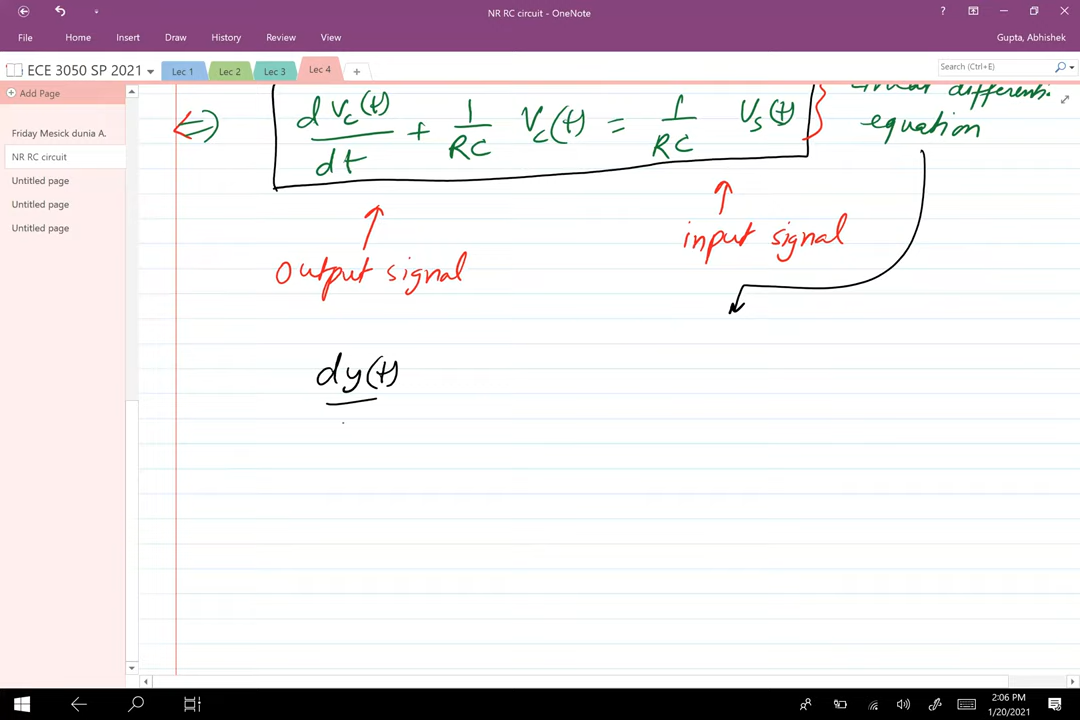 NR RC circuit - OneNote
Gupta, Abhishek
File Home Insert Draw History Review View
ECE 3050 SP 2021 Lec 1 Lec 2 Lec 3 Lec 4
Search (Ctrl+E)
Add Page
Friday Mesick dunia A.
NR RC circuit
Untitled page
Untitled page
Untitled page
⇔ d Vc(t)/dt + 1/RC Vc(t) = 1/RC Vs(t)
equation
output signal
input signal
dy(t)
2:06 PM
1/20/2021